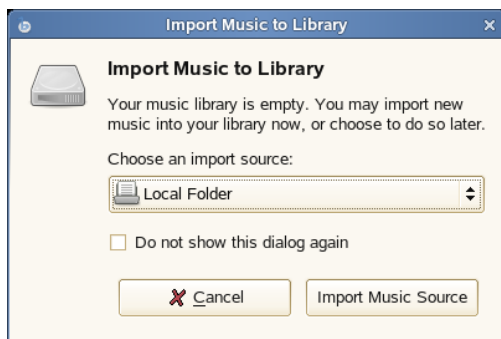 Import Music to Library
Import Music to Library
Your music library is empty. You may import new
music into your library now, or choose to do so later.
Choose an import source:
Local Folder
Do not show this dialog again
Cancel
Import Music Source